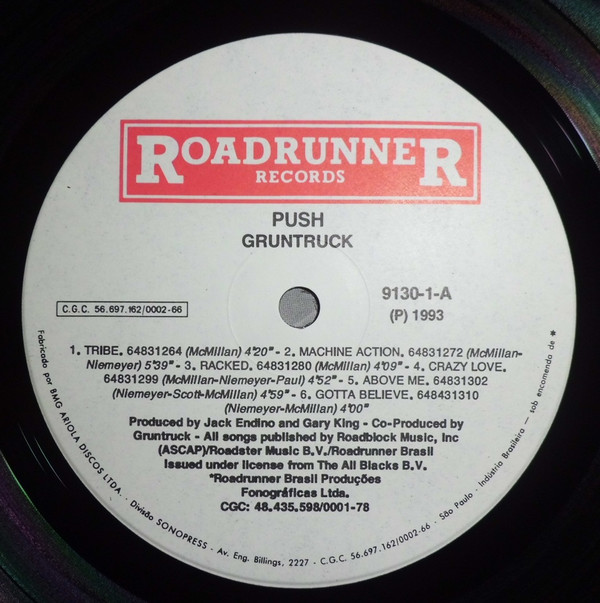 ROADRUNNER
RECORDS
PUSH
GRUNTRUCK
9130-1-A
(P) 1993
C.G.C. 56.697.162/0002-66
1. TRIBE. 64831264 (McMillan) 4'20" - 2. MACHINE ACTION. 64831272 (McMillan-
Niemeyer) 5'39" - 3. RACKED. 64831280 (McMillan) 4'09" - 4. CRAZY LOVE.
64831299 (McMillan-Niemeyer-Paul) 4'52" - 5. ABOVE ME. 64831302
(Niemeyer-Scott-McMillan) 4'59" - 6. GOTTA BELIEVE. 648431310
(Niemeyer-McMillan) 4'00"
Produced by Jack Endino and Gary King - Co-Produced by
Gruntruck - All songs published by Roadblock Music, Inc
(ASCAP)/Roadster Music B.V./Roadrunner Brasil
Issued under license from The All Blacks B.V.
*Roadrunner Brasil Produções
Fonográficas Ltda.
CGC: 48.435.598/0001-78
Fabricado por BMG ARIOLA DISCOS LTDA. - Divisão SONOPRESS - Av. Eng. Billings, 2227 - C.G.C. 56.697.162/0002-66 - São Paulo - Indústria Brasileira - sob encomenda de *